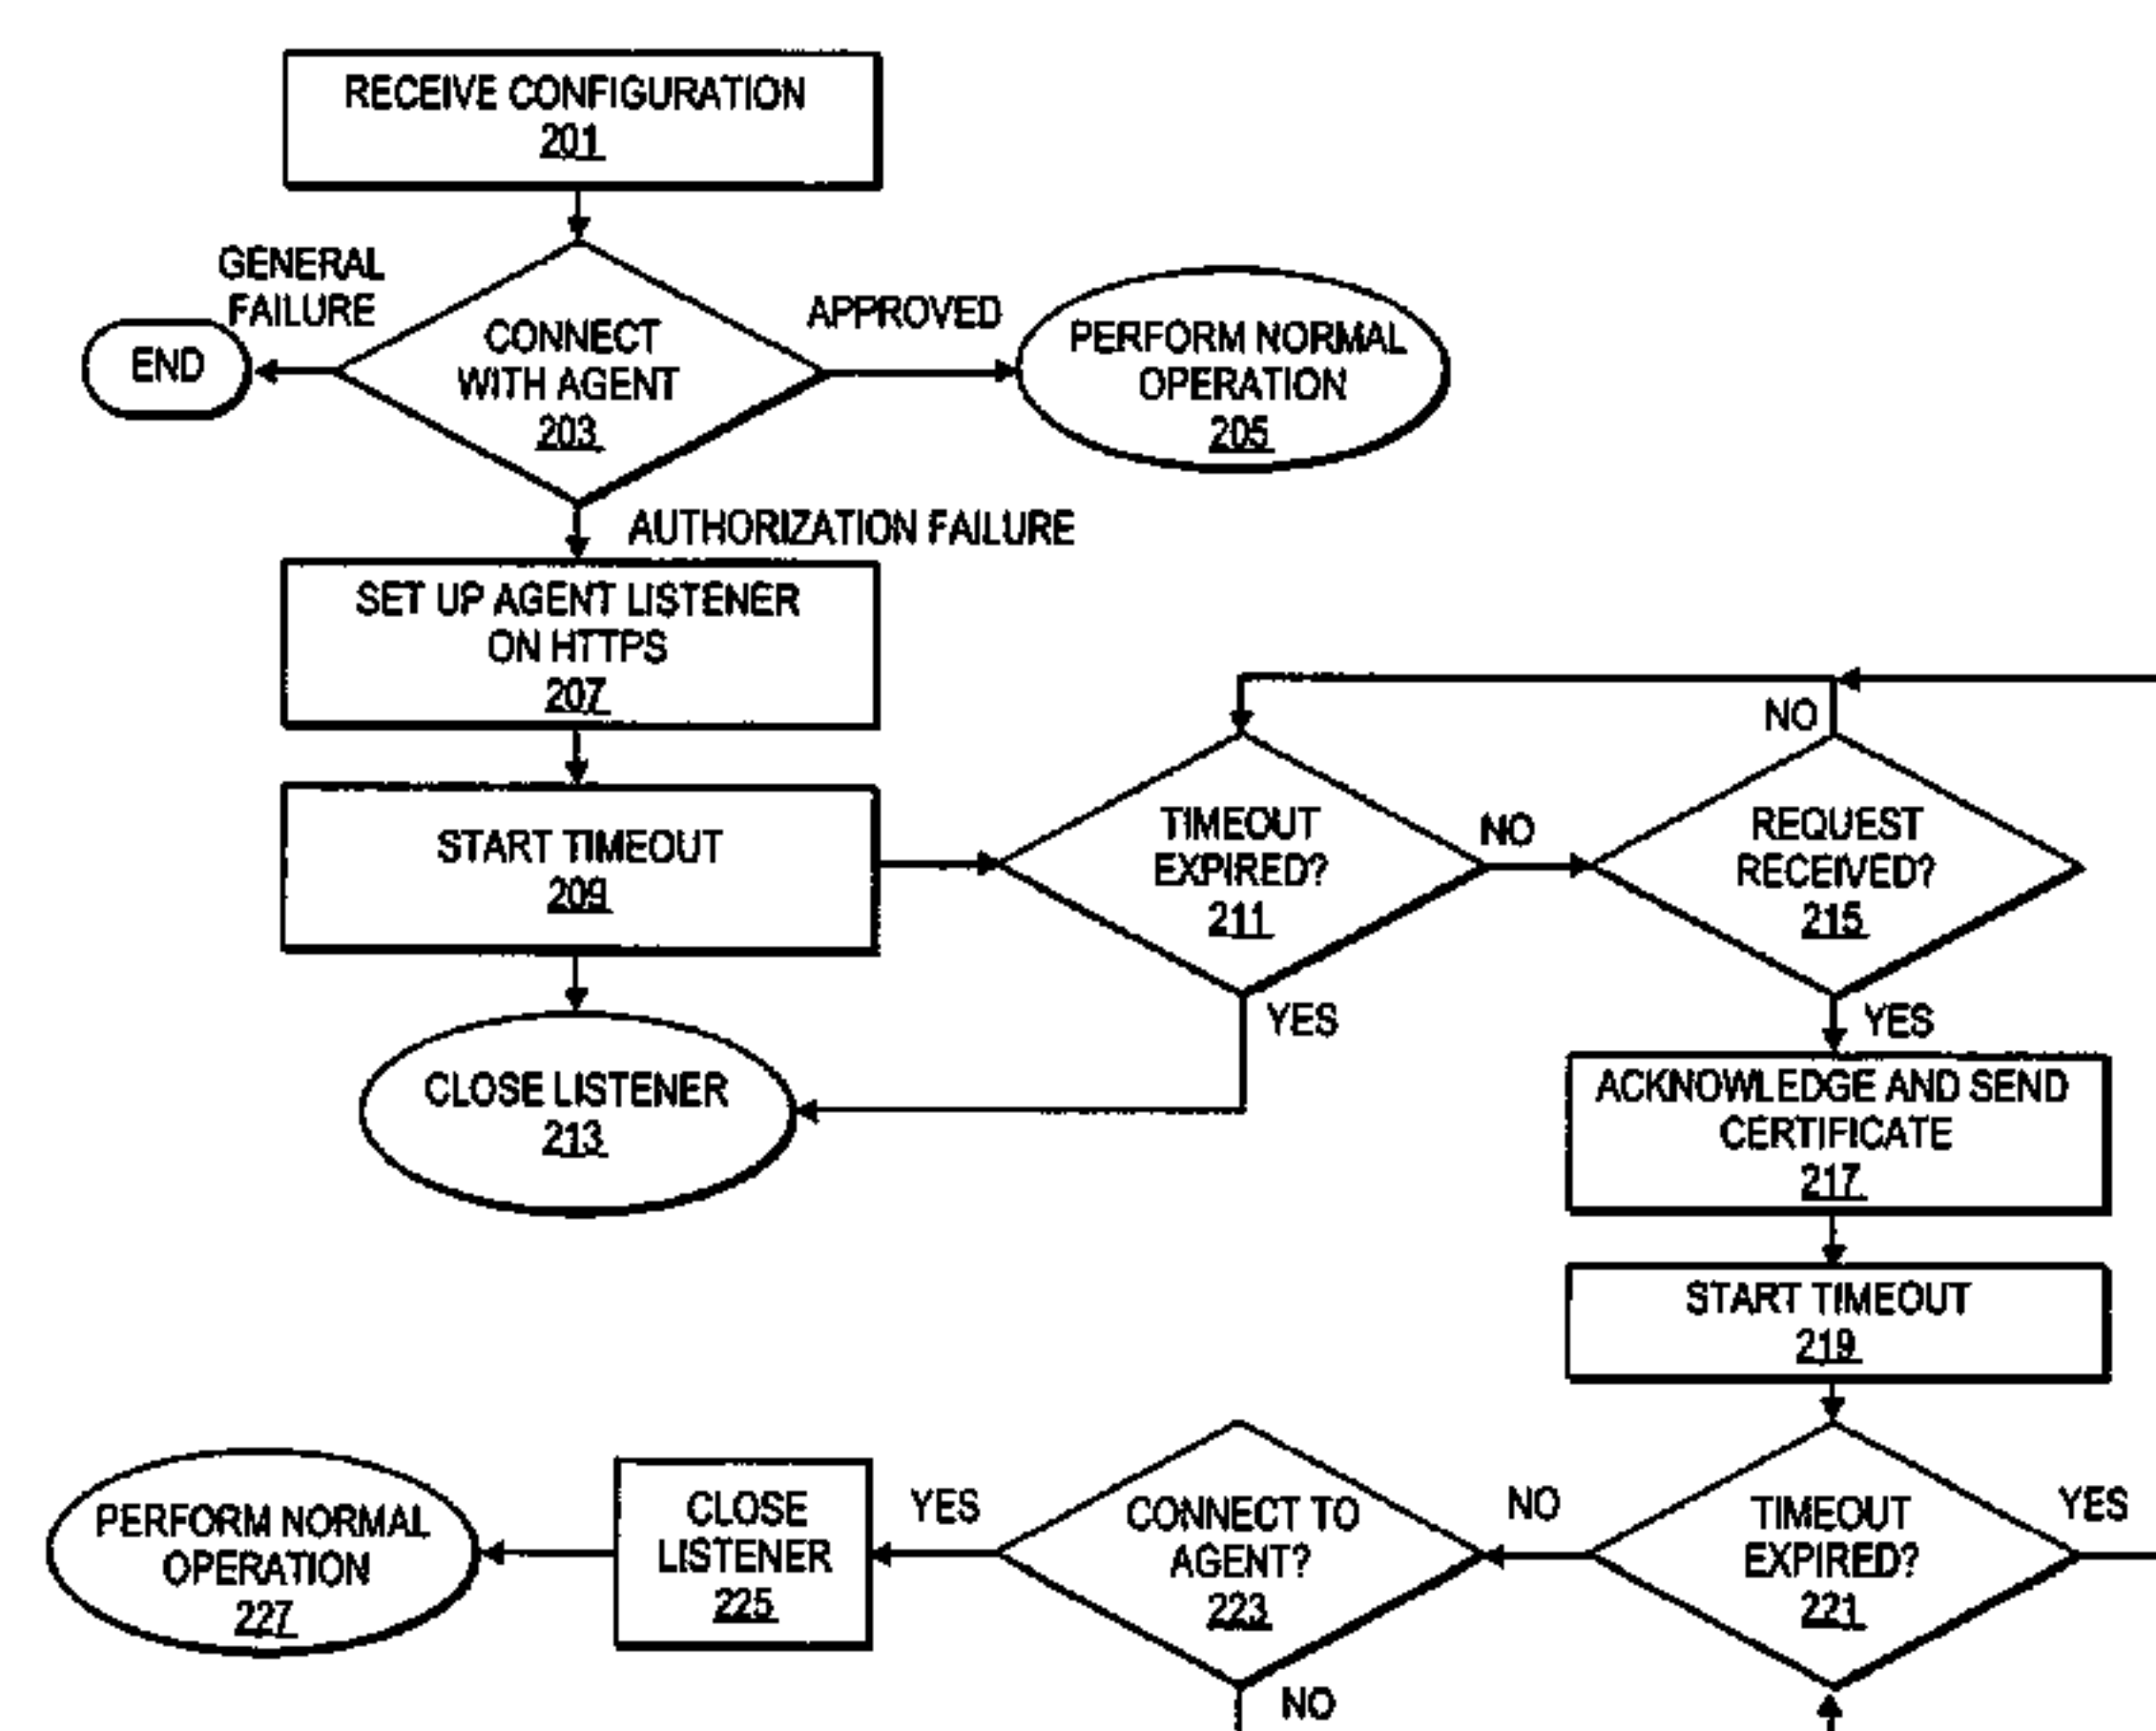 RECEIVE CONFIGURATION
201
GENERAL
FAILURE
END
CONNECT
WITH AGENT
203
APPROVED
PERFORM NORMAL
OPERATION
205
AUTHORIZATION FAILURE
SET UP AGENT LISTENER
ON HTTPS
207
START TIMEOUT
209
TIMEOUT
EXPIRED?
211
NO
REQUEST
RECEIVED?
215
NO
YES
YES
CLOSE LISTENER
213
ACKNOWLEDGE AND SEND
CERTIFICATE
217
START TIMEOUT
219
TIMEOUT
EXPIRED?
221
YES
NO
CONNECT TO
AGENT?
223
YES
NO
CLOSE
LISTENER
225
PERFORM NORMAL
OPERATION
227